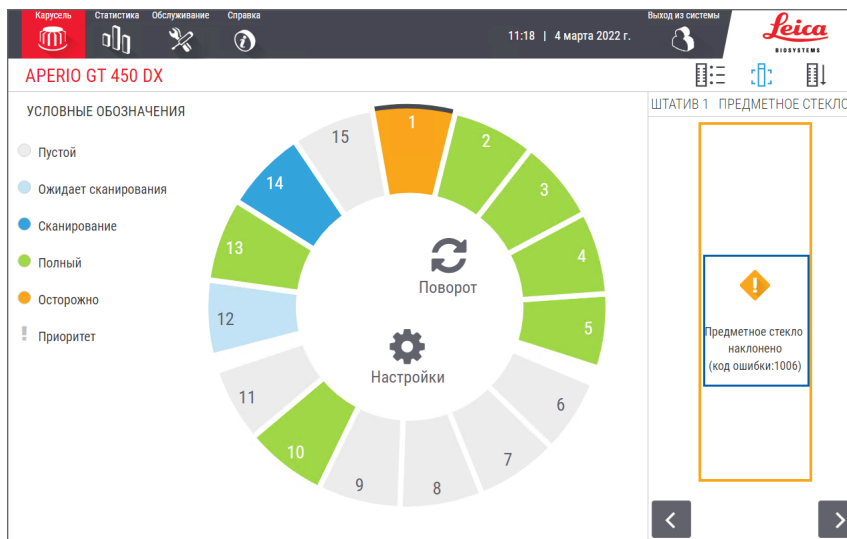 Карусель
Статистика
Обслуживание
Справка
11:18 | 4 марта 2022 г.
Выход из системы
Leica
BIOSYSTEMS
APERIO GT 450 DX
УСЛОВНЫЕ ОБОЗНАЧЕНИЯ
Пустой
Ожидает сканирования
Сканирование
Полный
Осторожно
! Приоритет
1
2
3
4
5
6
7
8
9
10
11
12
13
14
15
Поворот
Настройки
ШТАТИВ 1 ПРЕДМЕТНОЕ СТЕКЛО
!
Предметное стекло
наклонено
(код ошибки:1006)